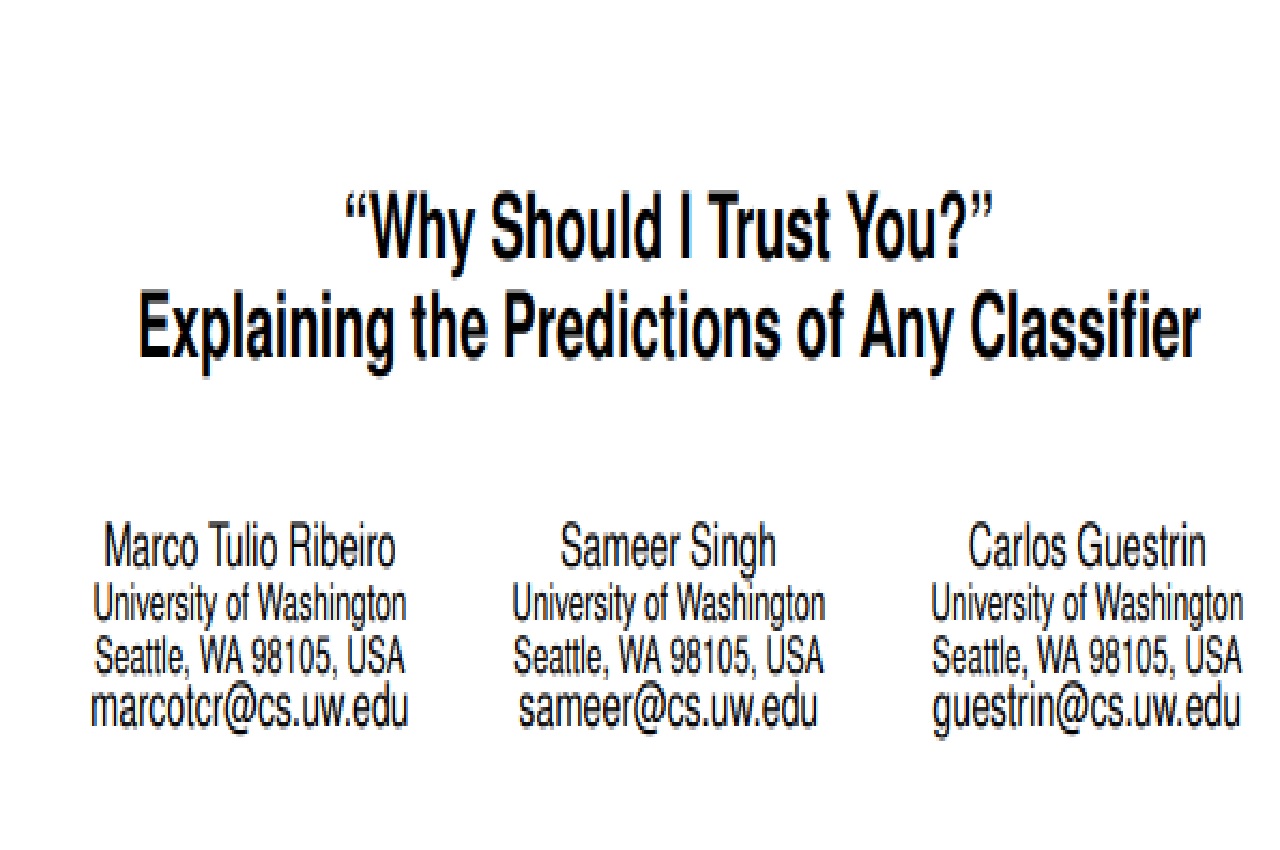 “Why Should I Trust You?”
Explaining the Predictions of Any Classifier
Marco Tulio Ribeiro
University of Washington
Seattle, WA 98105, USA
marcotcr@cs.uw.edu
Sameer Singh
University of Washington
Seattle, WA 98105, USA
sameer@cs.uw.edu
Carlos Guestrin
University of Washington
Seattle, WA 98105, USA
guestrin@cs.uw.edu